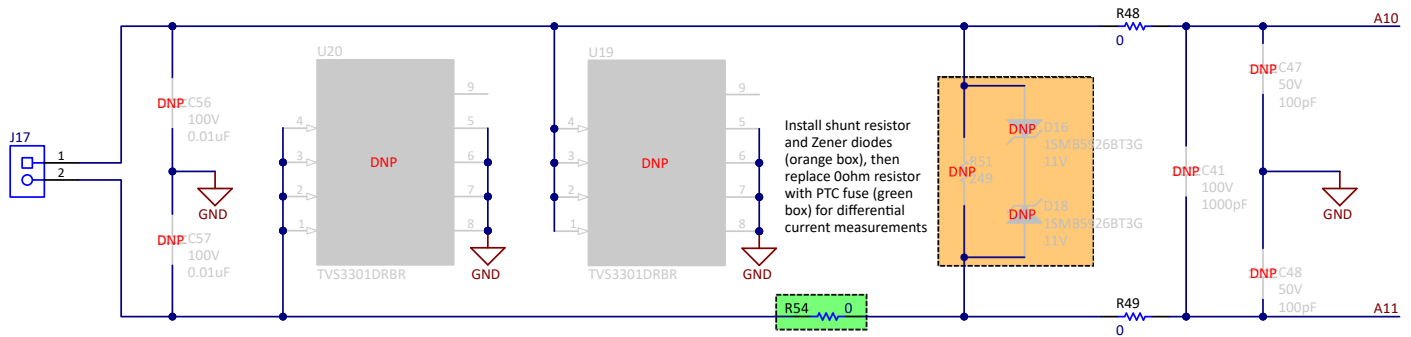 R48
0
A10
U20
9
4
5
3
6
2
7
1
8
DNP
TVS3301DRBR
GND
U19
9
4
5
3
6
2
7
1
8
DNP
TVS3301DRBR
GND
DNP C56
100V
0.01uF
J17
1
2
GND
DNP C57
100V
0.01uF
Install shunt resistor
and Zener diodes
(orange box), then
replace 0ohm resistor
with PTC fuse (green
box) for differential
current measurements
DNP D16
1SMB5926BT3G
11V
DNP R51
249
DNP D18
1SMB5926BT3G
11V
DNP C47
50V
100pF
DNP C41
100V
1000pF
GND
DNP C48
50V
100pF
R54 0
R49
0
A11